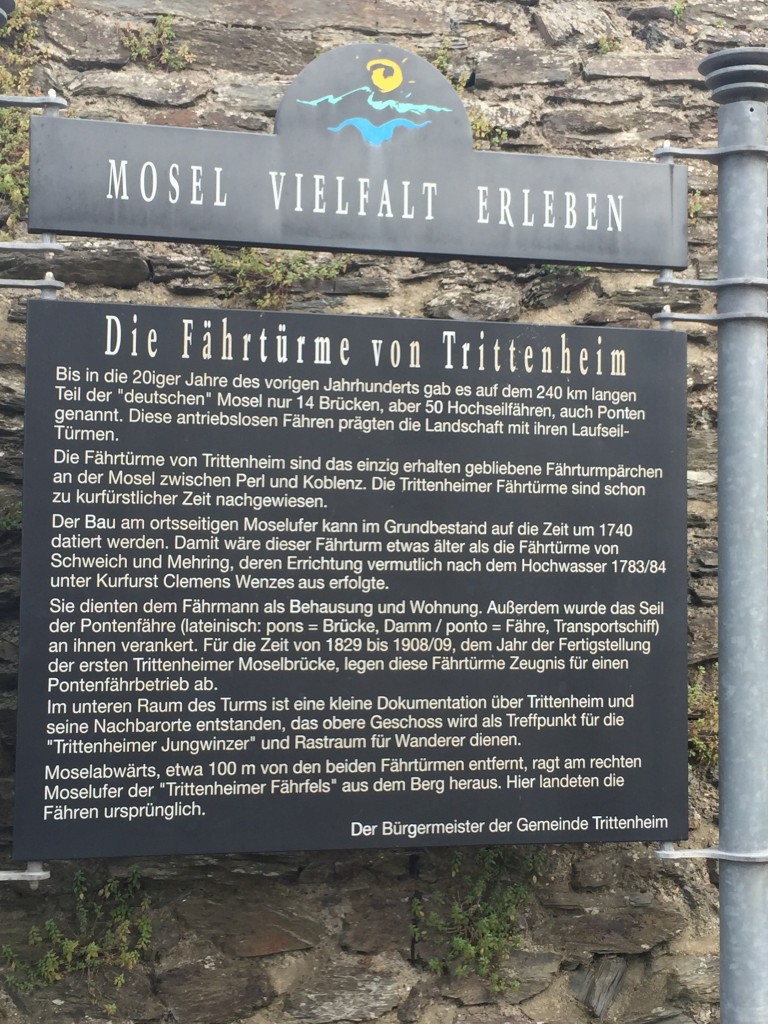 MOSEL VIELFALT ERLEBEN
Die Fährtürme von Trittenheim
Bis in die 20iger Jahre des vorigen Jahrhunderts gab es auf dem 240 km langen
Teil der "deutschen" Mosel nur 14 Brücken, aber 50 Hochseilfähren, auch Ponten
genannt. Diese antriebslosen Fähren prägten die Landschaft mit ihren Laufseil-
Türmen.
Die Fährtürme von Trittenheim sind das einzig erhalten gebliebene Fährturmpärchen
an der Mosel zwischen Perl und Koblenz. Die Trittenheimer Fährtürme sind schon
zu kurfürstlicher Zeit nachgewiesen.
Der Bau am ortsseitigen Moselufer kann im Grundbestand auf die Zeit um 1740
datiert werden. Damit wäre dieser Fährturm etwas älter als die Fährtürme von
Schweich und Mehring, deren Errichtung vermutlich nach dem Hochwasser 1783/84
unter Kurfurst Clemens Wenzes aus erfolgte.
Sie dienten dem Fährmann als Behausung und Wohnung. Außerdem wurde das Seil
der Pontenfähre (lateinisch: pons = Brücke, Damm / ponto = Fähre, Transportschiff)
an ihnen verankert. Für die Zeit von 1829 bis 1908/09, dem Jahr der Fertigstellung
der ersten Trittenheimer Moselbrücke, legen diese Fährtürme Zeugnis für einen
Pontenfährbetrieb ab.
Im unteren Raum des Turms ist eine kleine Dokumentation über Trittenheim und
seine Nachbarorte entstanden, das obere Geschoss wird als Treffpunkt für die
"Trittenheimer Jungwinzer" und Rastraum für Wanderer dienen.
Moselabwärts, etwa 100 m von den beiden Fährtürmen entfernt, ragt am rechten
Moselufer der "Trittenheimer Fährfels" aus dem Berg heraus. Hier landeten die
Fähren ursprünglich.
Der Bürgermeister der Gemeinde Trittenheim